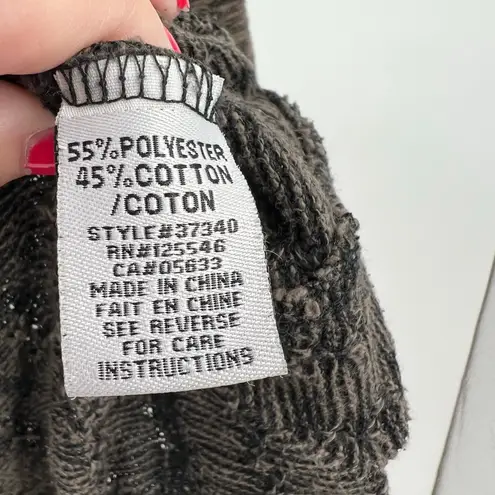 55%POLYESTER
45%COTTON
/COTON
STYLE#37340
RN#125546
CA#05633
MADE IN CHINA
FAIT EN CHINE
SEE REVERSE
FOR CARE
INSTRUCTIONS